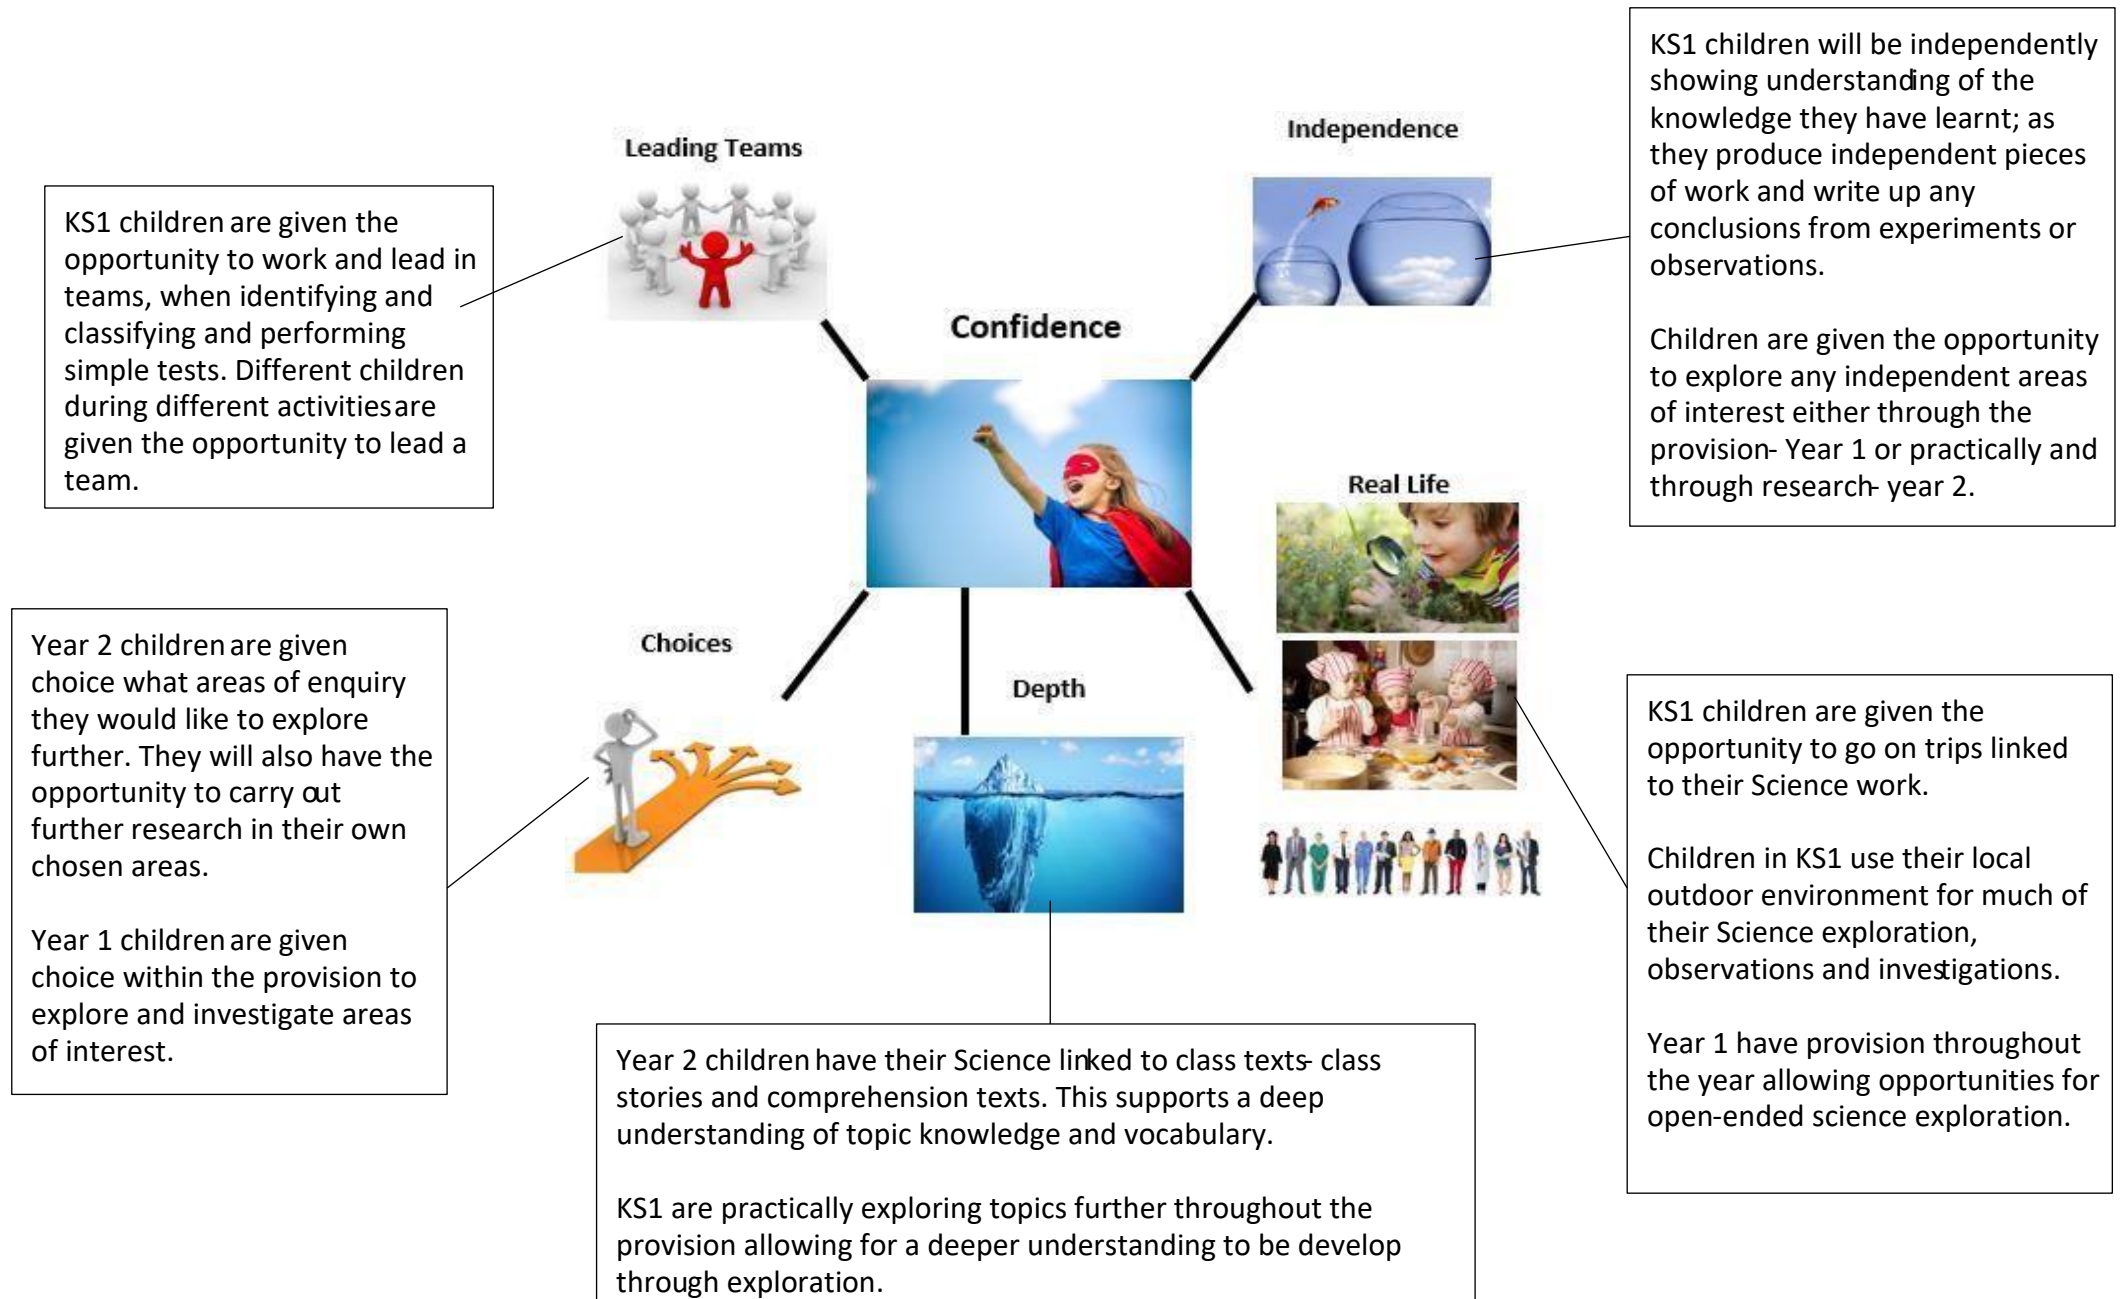 Leading Teams
KS1 children are given the
opportunity to work and lead in
teams, when identifying and
classifying and performing
simple tests. Different children
during different activities are
given the opportunity to lead a
team.
Independence
KS1 children will be independently
showing understanding of the
knowledge they have learnt; as
they produce independent pieces
of work and write up any
conclusions from experiments or
observations.
Children are given the opportunity
to explore any independent areas
of interest either through the
provision- Year 1 or practically and
through research- year 2.
Confidence
Real Life
Choices
Year 2 children are given
choice what areas of enquiry
they would like to explore
further. They will also have the
opportunity to carry out
further research in their own
chosen areas.
Year 1 children are given
choice within the provision to
explore and investigate areas
of interest.
Depth
KS1 children are given the
opportunity to go on trips linked
to their Science work.
Children in KS1 use their local
outdoor environment for much of
their Science exploration,
observations and investigations.
Year 1 have provision throughout
the year allowing opportunities for
open-ended science exploration.
Year 2 children have their Science linked to class texts- class
stories and comprehension texts. This supports a deep
understanding of topic knowledge and vocabulary.
KS1 are practically exploring topics further throughout the
provision allowing for a deeper understanding to be develop
through exploration.